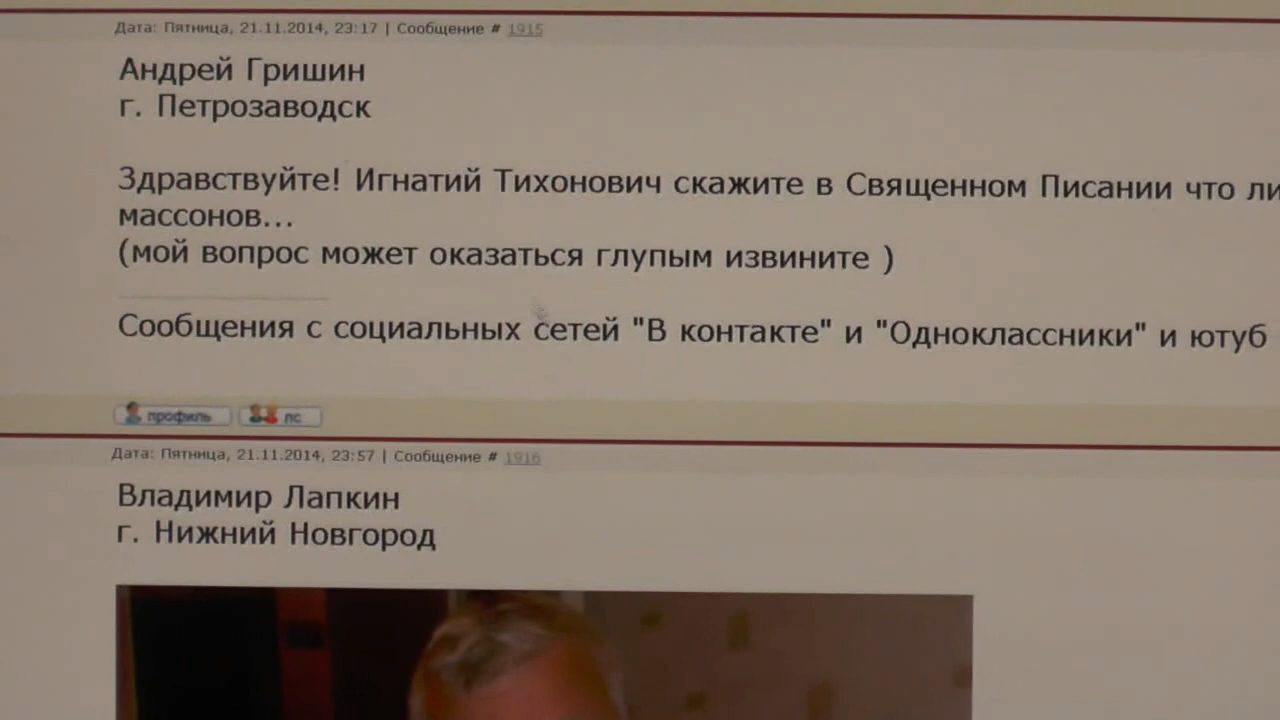 Дата: Пятница, 21.11.2014, 23:17 | Сообщение # 1915
Андрей Гришин
г. Петрозаводск
Здравствуйте! Игнатий Тихонович скажите в Священном Писании что ли
массонов...
(мой вопрос может оказаться глупым извините )
Сообщения с социальных сетей "В контакте" и "Одноклассники" и ютуб
профиль лс
Дата: Пятница, 21.11.2014, 23:57 | Сообщение # 1916
Владимир Лапкин
г. Нижний Новгород